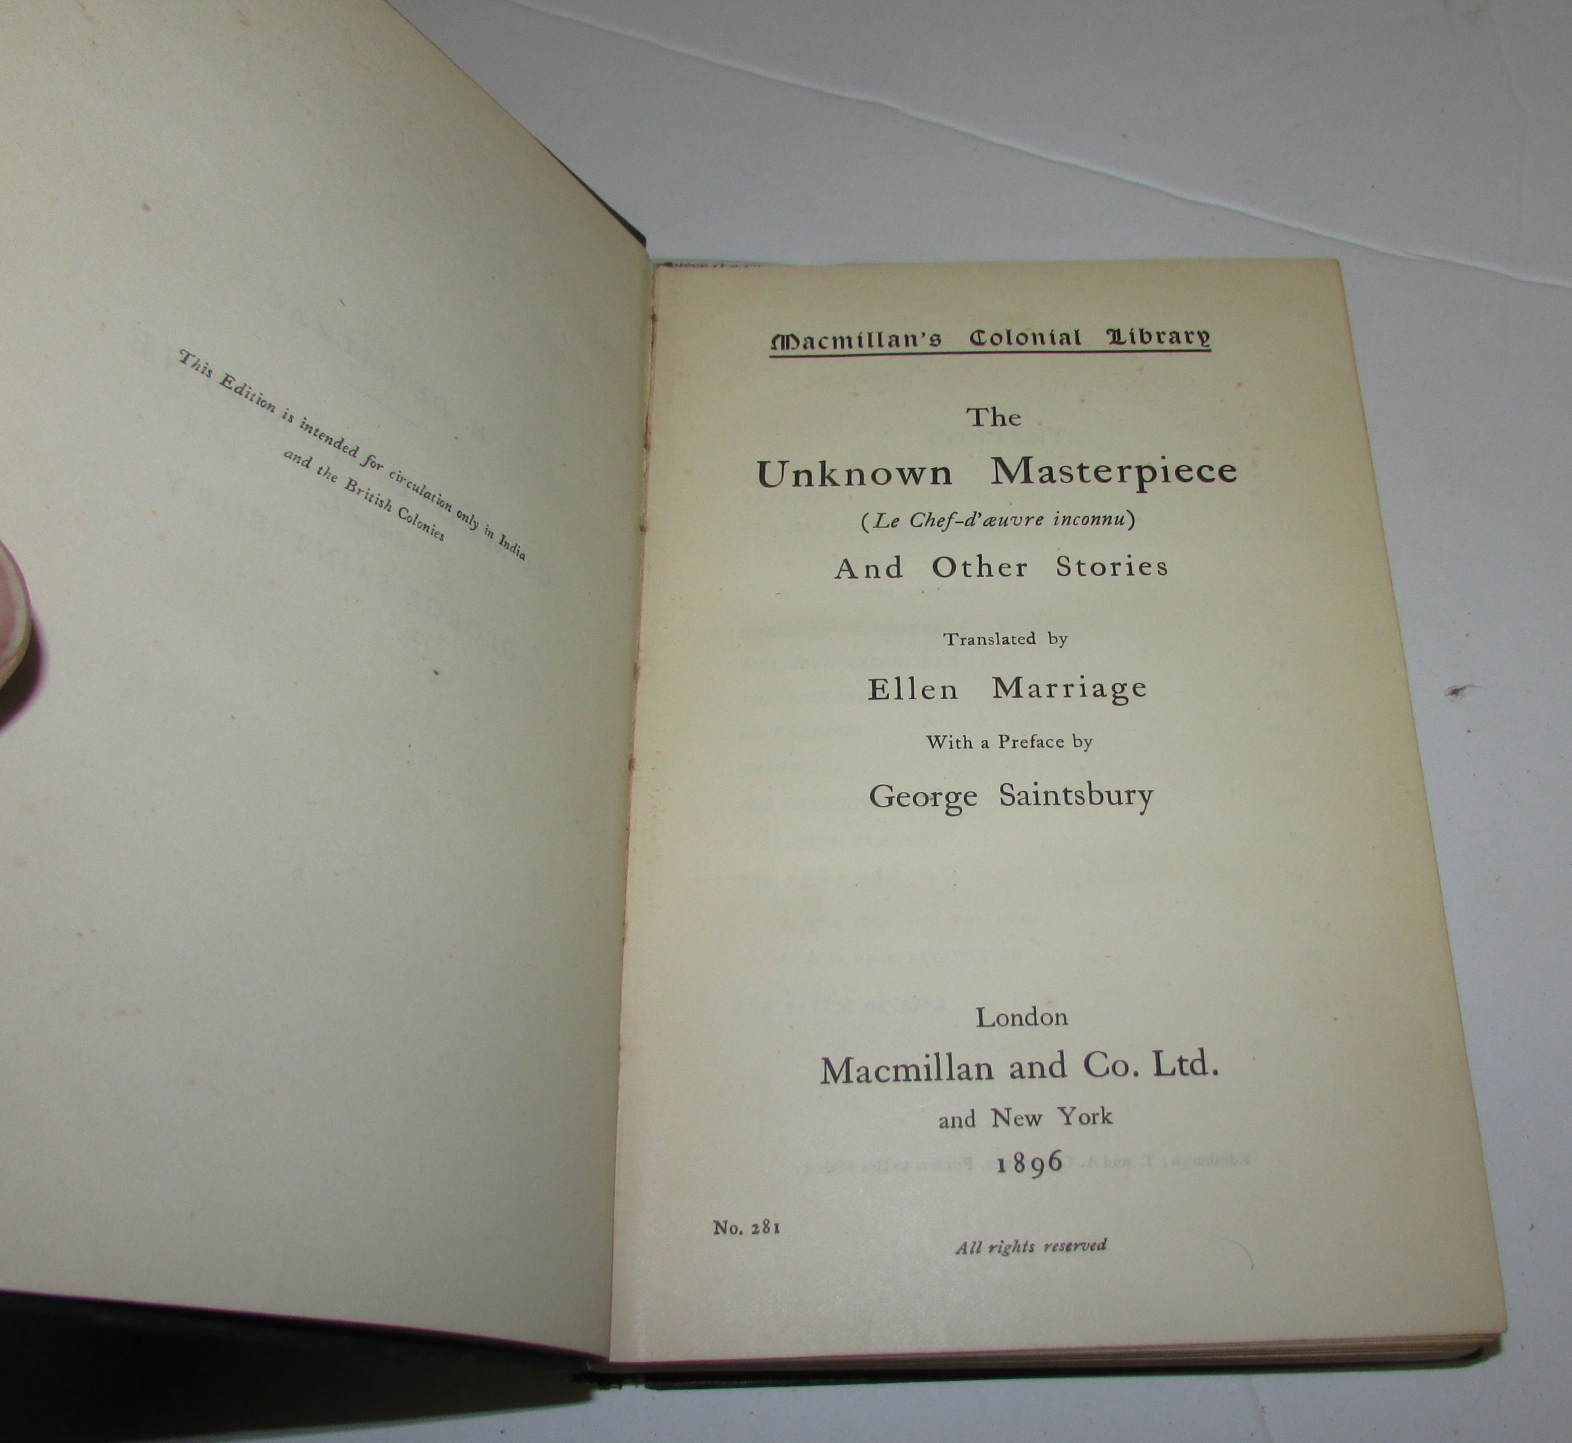 This Edition is intended for circulation only in India
and the British Colonies
Macmillan's Colonial Library
The
Unknown Masterpiece
(Le Chef-d'œuvre inconnu)
And Other Stories
Translated by
Ellen Marriage
With a Preface by
George Saintsbury
London
Macmillan and Co. Ltd.
and New York
1896
No. 281
All rights reserved